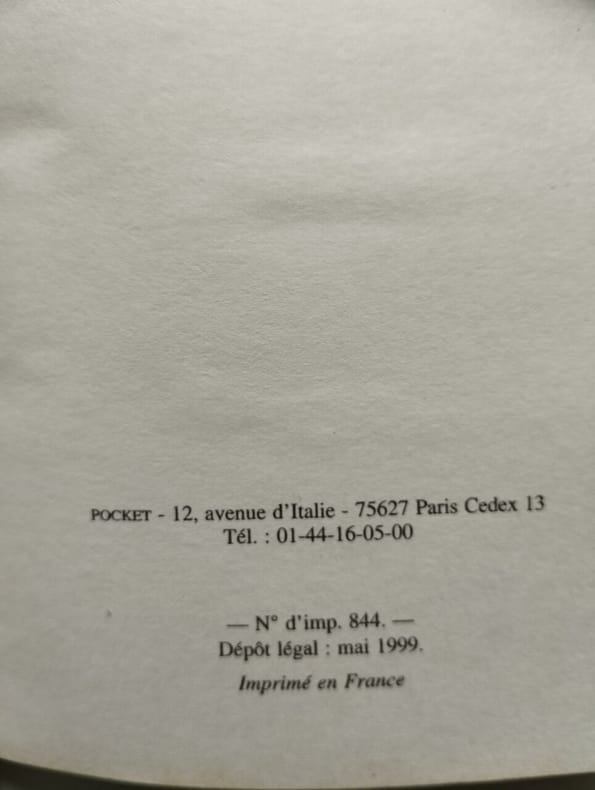 POCKET - 12, avenue d'Italie - 75627 Paris Cedex 13
Tél. : 01-44-16-05-00
— N° d'imp. 844. —
Dépôt légal : mai 1999.
Imprimé en France